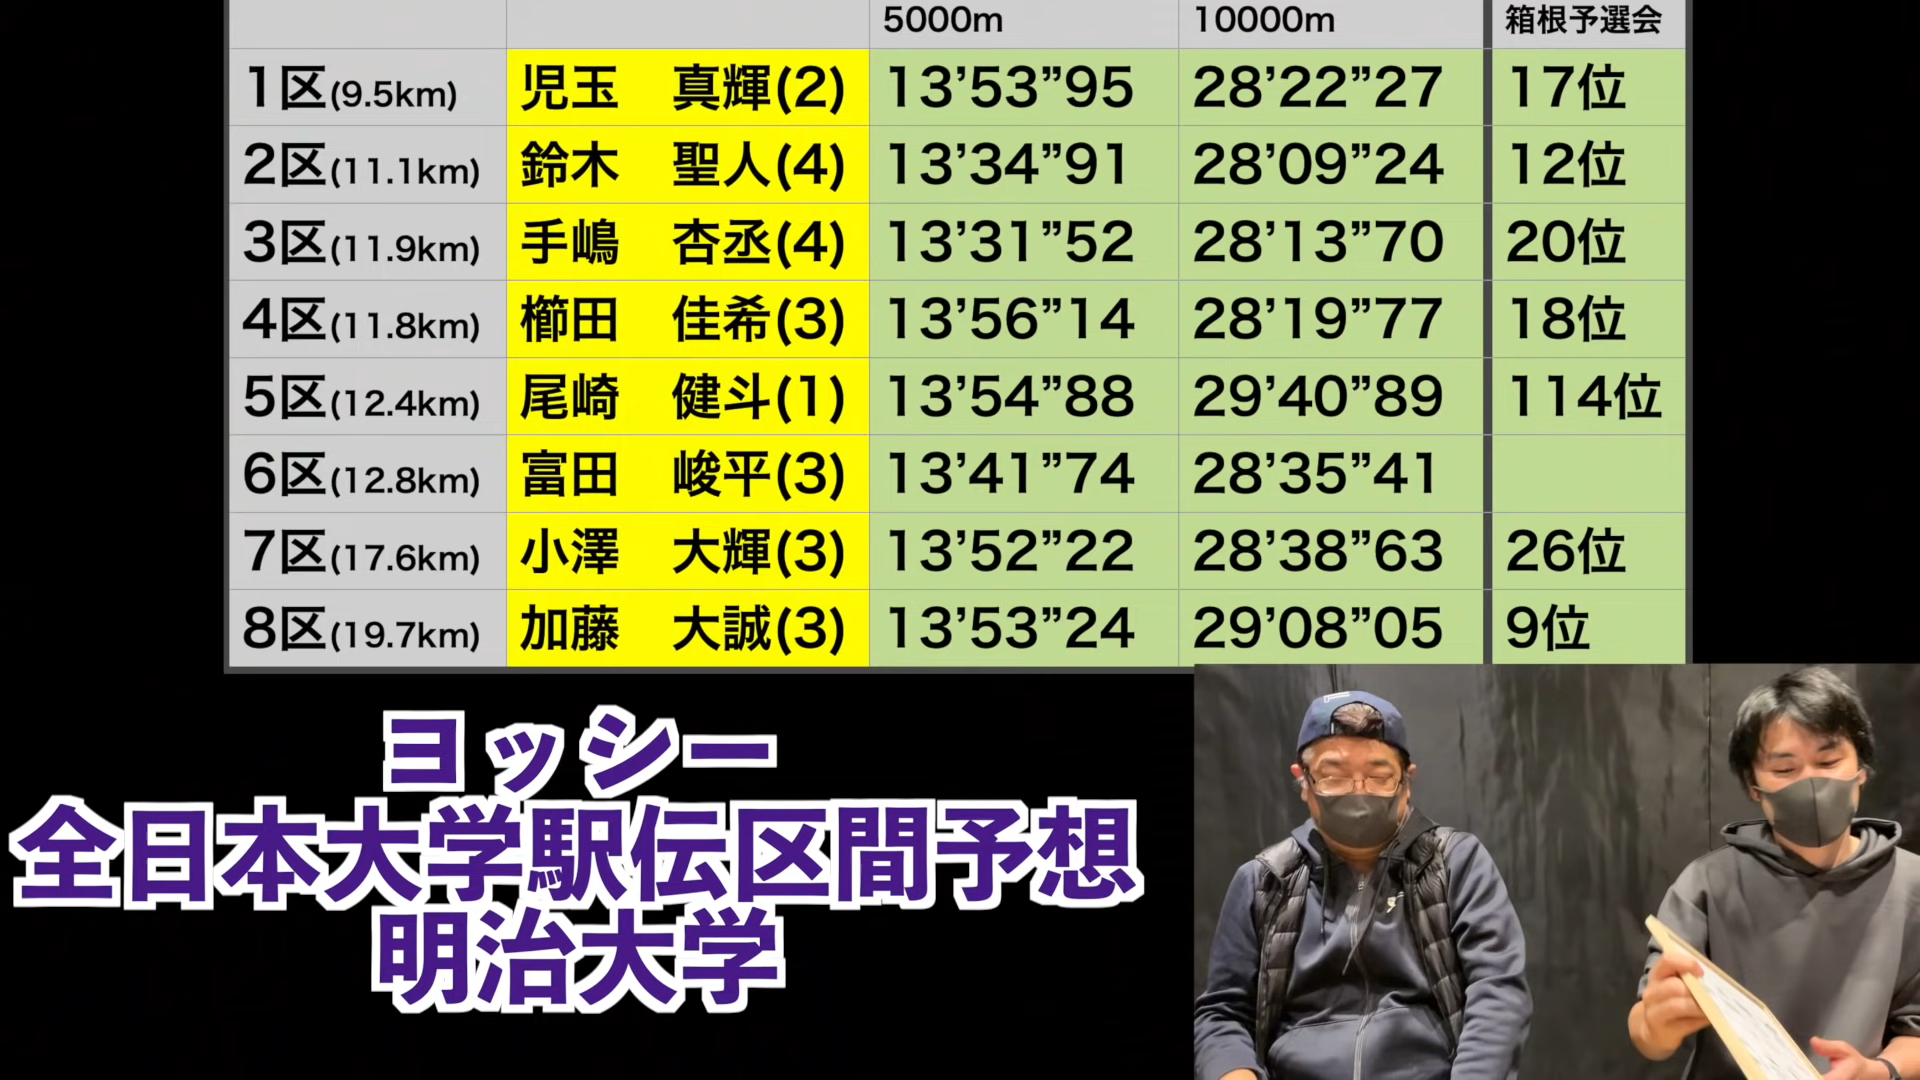 5000m 10000m 箱根予選会
1区(9.5km) 児玉 真輝(2) 13’53”95 28’22”27 17位
2区(11.1km) 鈴木 聖人(4) 13’34”91 28’09”24 12位
3区(11.9km) 手嶋 杏丞(4) 13’31”52 28’13”70 20位
4区(11.8km) 櫛田 佳希(3) 13’56”14 28’19”77 18位
5区(12.4km) 尾崎 健斗(1) 13’54”88 29’40”89 114位
6区(12.8km) 富田 峻平(3) 13’41”74 28’35”41
7区(17.6km) 小澤 大輝(3) 13’52”22 28’38”63 26位
8区(19.7km) 加藤 大誠(3) 13’53”24 29’08”05 9位
ヨッシー
全日本大学駅伝区間予想
明治大学